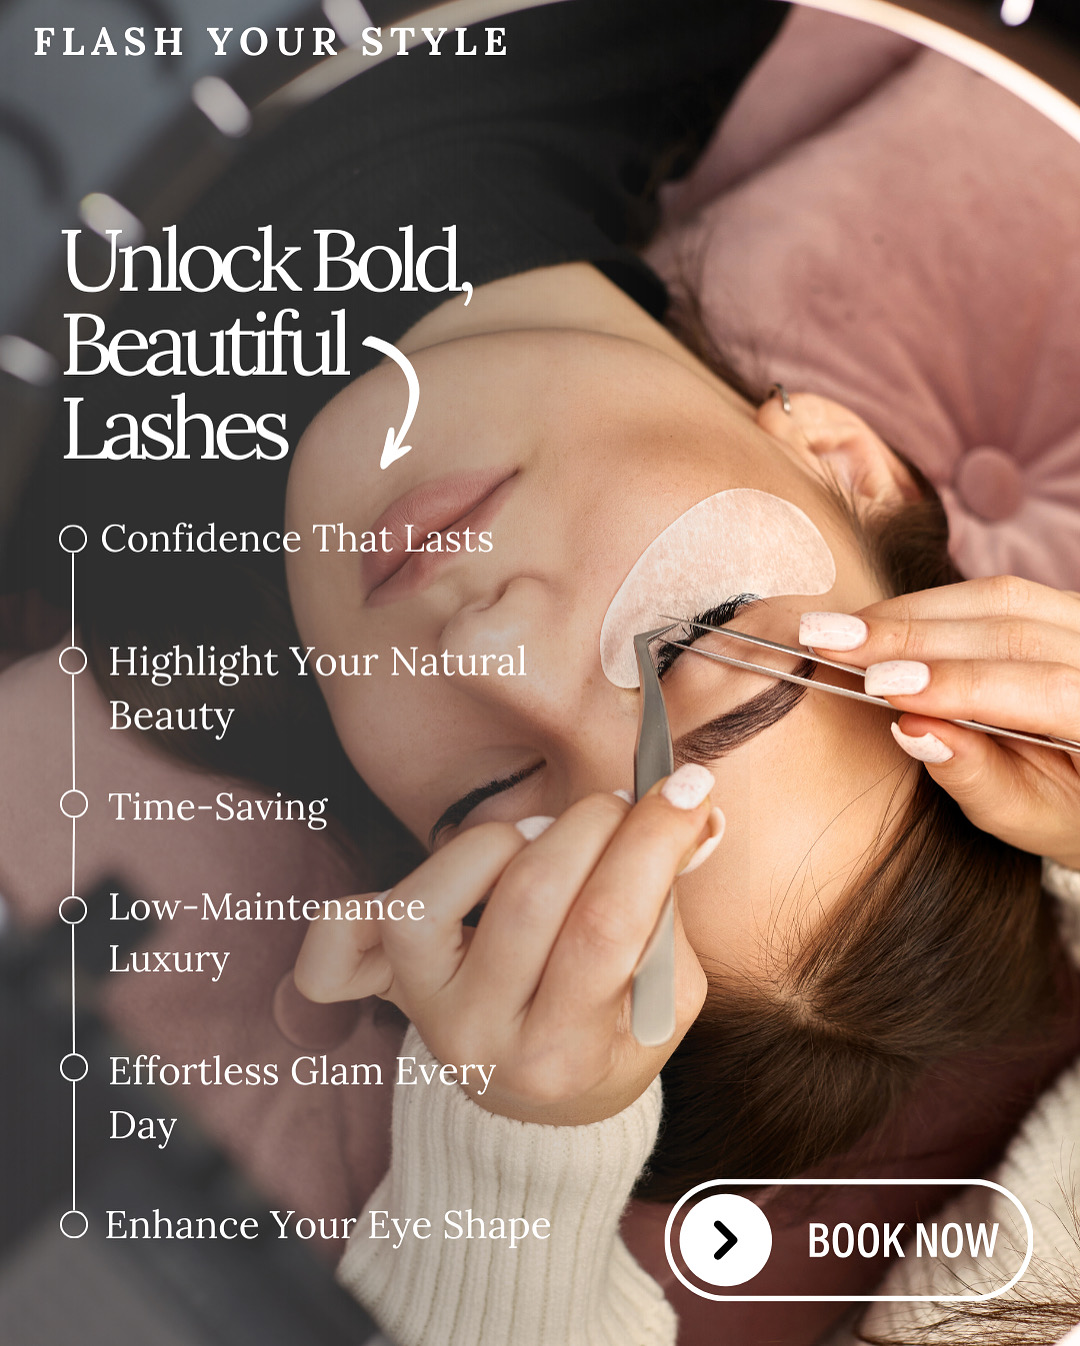 FLASH YOUR STYLE
Unlock Bold,
Beautiful
Lashes
Confidence That Lasts
Highlight Your Natural
Beauty
Time-Saving
Low-Maintenance
Luxury
Effortless Glam Every
Day
Enhance Your Eye Shape
BOOK NOW